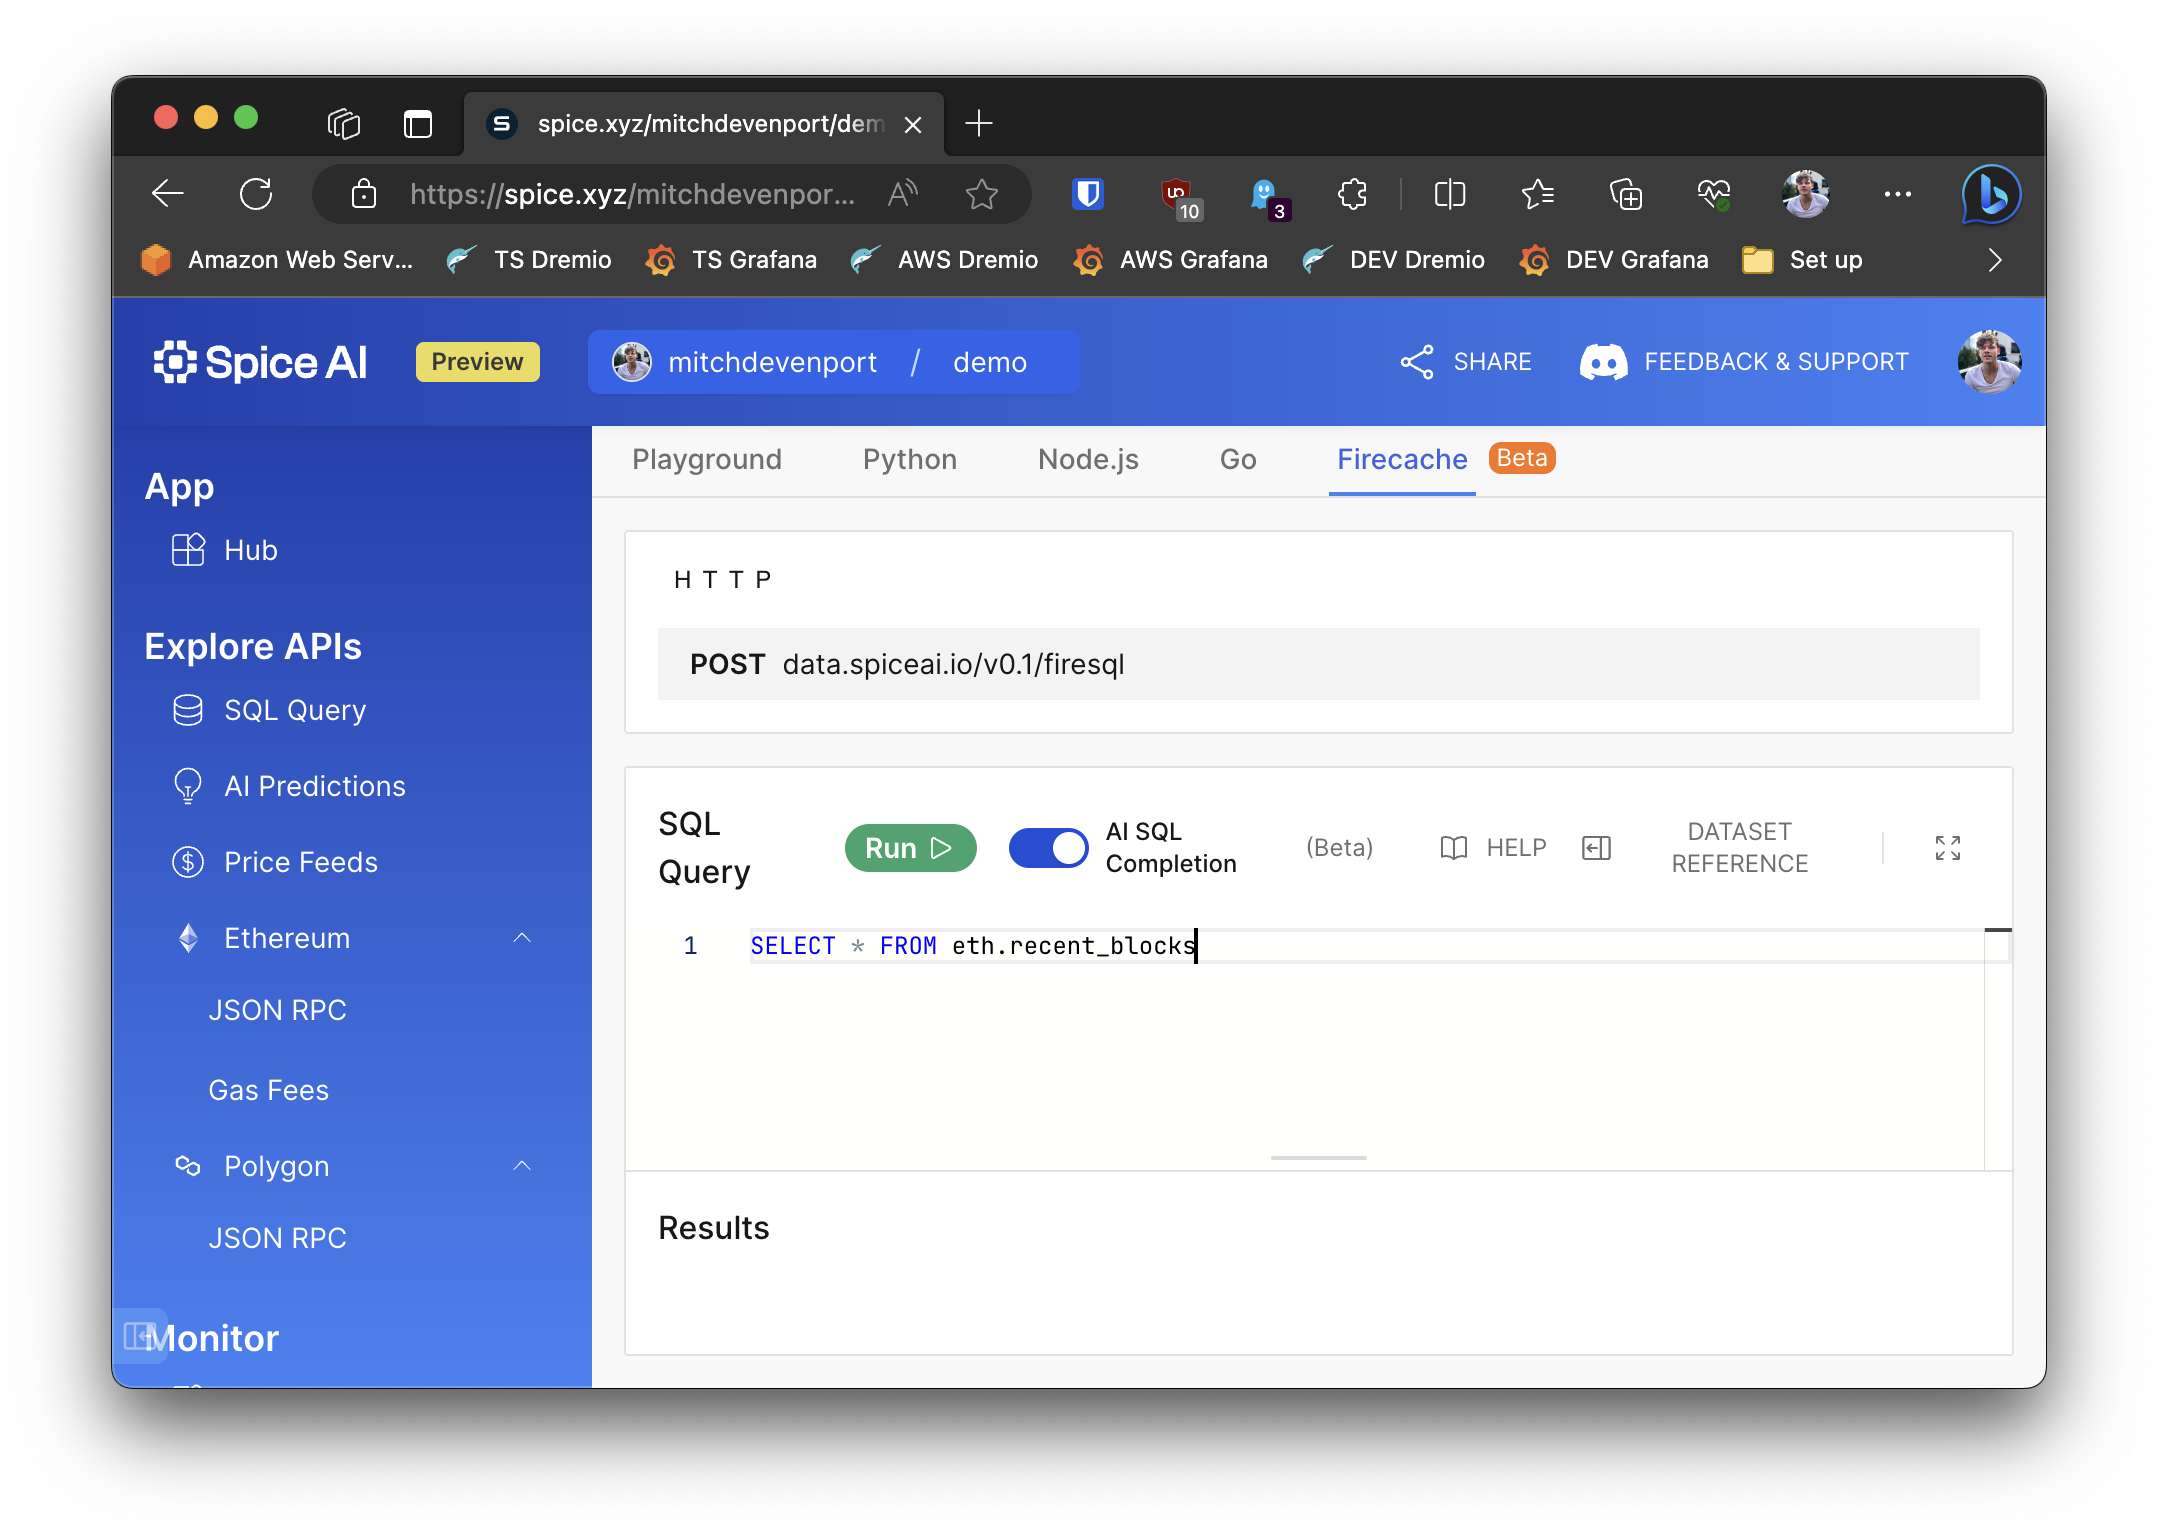 spice.xyz/mitchdevenport/dem
https://spice.xyz/mitchdevenpor...
10
3
Amazon Web Serv...
TS Dremio
TS Grafana
AWS Dremio
AWS Grafana
DEV Dremio
DEV Grafana
Set up
Spice AI
Preview
mitchdevenport / demo
SHARE
FEEDBACK & SUPPORT
App
Hub
Explore APIs
SQL Query
AI Predictions
Price Feeds
Ethereum
JSON RPC
Gas Fees
Polygon
JSON RPC
Monitor
Playground
Python
Node.js
Go
Firecache
Beta
HTTP
POST data.spiceai.io/v0.1/firesql
SQL
Query
Run
AI SQL
Completion
(Beta)
HELP
DATASET
REFERENCE
1 SELECT * FROM eth.recent_blocks
Results